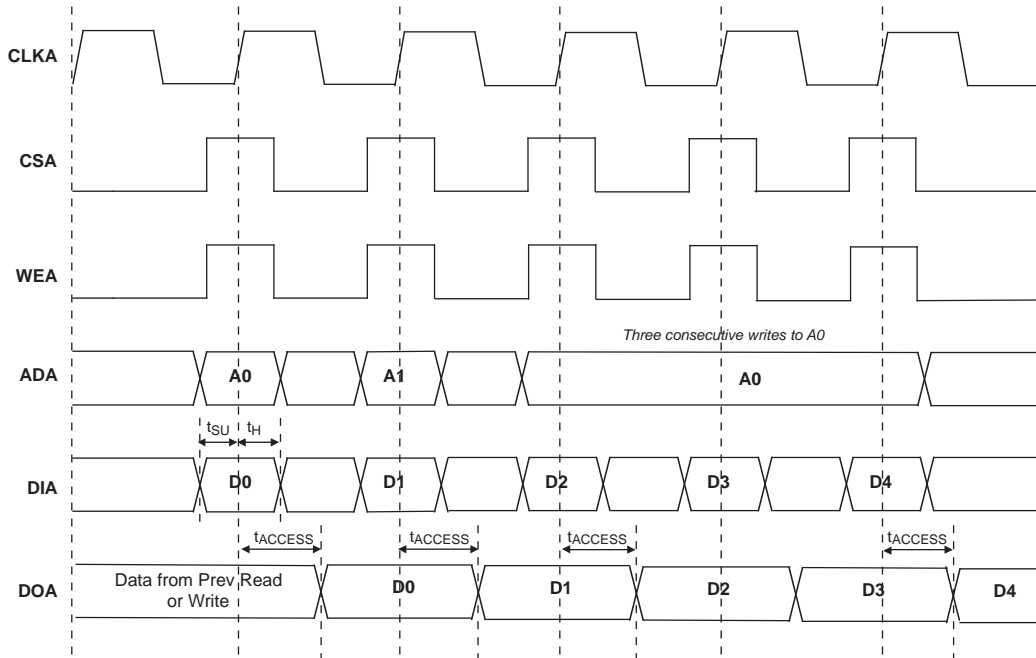 CLKA
CSA
WEA
Three consecutive writes to A0
ADA
A0
A1
A0
tSU
tH
DIA
D0
D1
D2
D3
D4
tACCESS
tACCESS
tACCESS
tACCESS
DOA
Data from Prev Read
or Write
D0
D1
D2
D3
D4